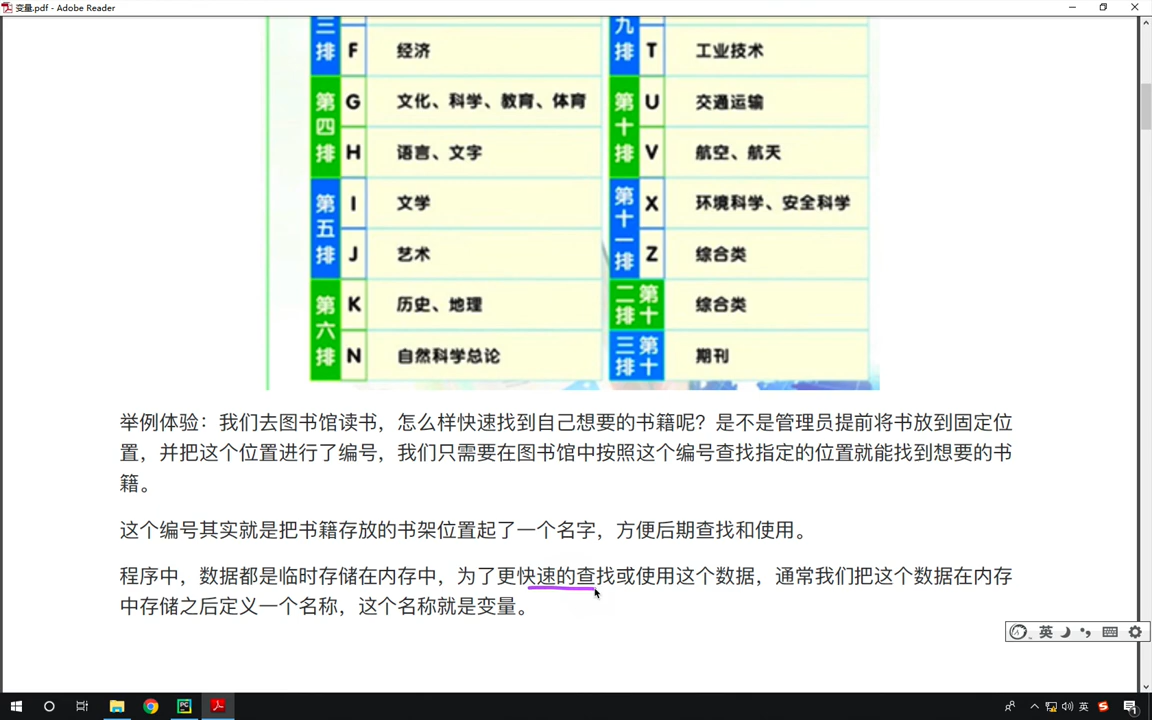 变量.pdf - Adobe Reader
三排 F 经济 九排 T 工业技术
第四排 G 文化、科学、教育、体育 第十排 U 交通运输
H 语言、文字 V 航空、航天
第五排 I 文学 第十一排 X 环境科学、安全科学
J 艺术 Z 综合类
第六排 K 历史、地理 第十二排 综合类
N 自然科学总论 第十三排 期刊
举例体验：我们去图书馆读书，怎么样快速找到自己想要的书籍呢？是不是管理员提前将书放到固定位
置，并把这个位置进行了编号，我们只需要在图书馆中按照这个编号查找指定的位置就能找到想要的书
籍。
这个编号其实就是把书籍存放的书架位置起了一个名字，方便后期查找和使用。
程序中，数据都是临时存储在内存中，为了更快速的查找或使用这个数据，通常我们把这个数据在内存
中存储之后定义一个名称，这个名称就是变量。
英
英